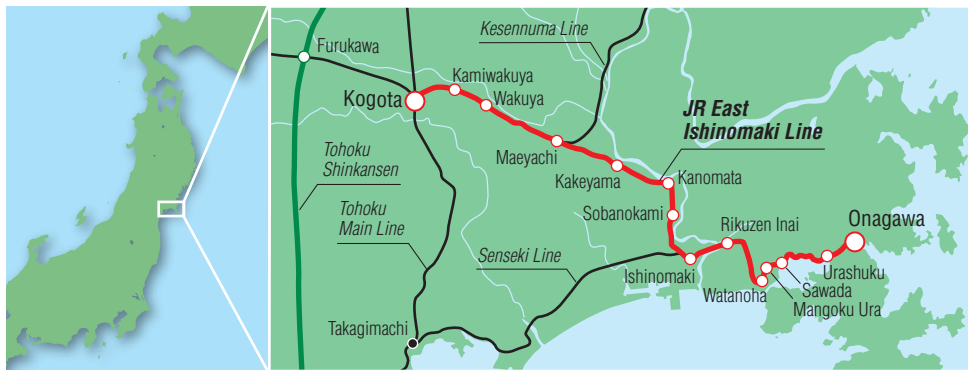 Furukawa
Kesennuma Line
Kamiwakuya
Kogota
Wakuya
JR East
Ishinomaki Line
Maeyachi
Tohoku
Shinkansen
Kakeyama
Kanomata
Tohoku
Main Line
Sobanokami
Rikuzen Inai
Onagawa
Senseki Line
Ishinomaki
Urashuku
Watanoha
Sawada
Mangoku Ura
Takagimachi